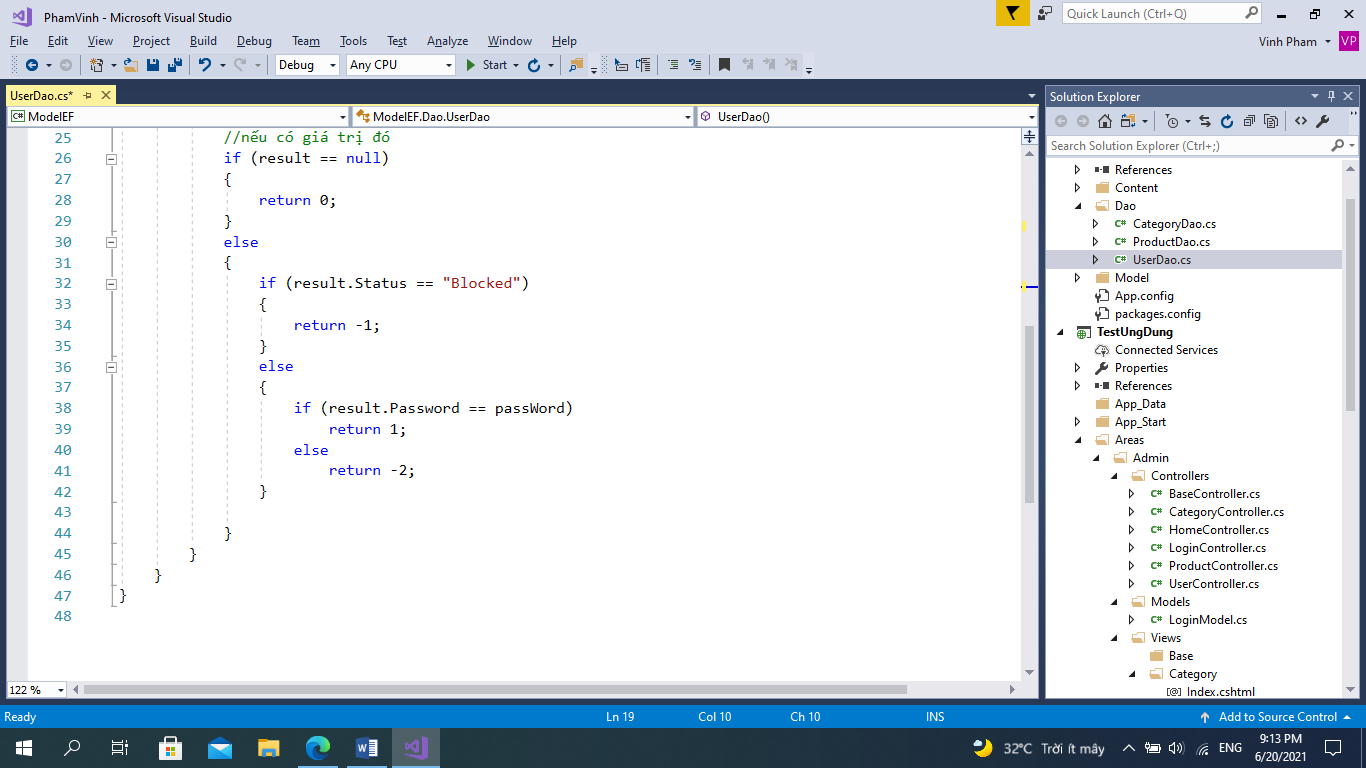 PhamVinh - Microsoft Visual Studio
Quick Launch (Ctrl+Q)
File Edit View Project Build Debug Team Tools Test Analyze Window Help
Vinh Pham VP
Debug Any CPU Start
UserDao.cs*
C# ModelEF ModelEF.Dao.UserDao UserDao()
25 //nếu có giá trị đó
26 if (result == null)
27 {
28 return 0;
29 }
30 else
31 {
32 if (result.Status == "Blocked")
33 {
34 return -1;
35 }
36 else
37 {
38 if (result.Password == passWord)
39 return 1;
40 else
41 return -2;
42 }
43
44 }
45 }
46 }
47 }
48
122 %
Solution Explorer
Search Solution Explorer (Ctrl+;)
References
Content
Dao
C# CategoryDao.cs
C# ProductDao.cs
C# UserDao.cs
Model
App.config
packages.config
TestUngDung
Connected Services
Properties
References
App_Data
App_Start
Areas
Admin
Controllers
C# BaseController.cs
C# CategoryController.cs
C# HomeController.cs
C# LoginController.cs
C# ProductController.cs
C# UserController.cs
Models
C# LoginModel.cs
Views
Base
Category
[@] Index.cshtml
Ready Ln 19 Col 10 Ch 10 INS Add to Source Control
32°C Trời ít mây ENG 9:13 PM
6/20/2021